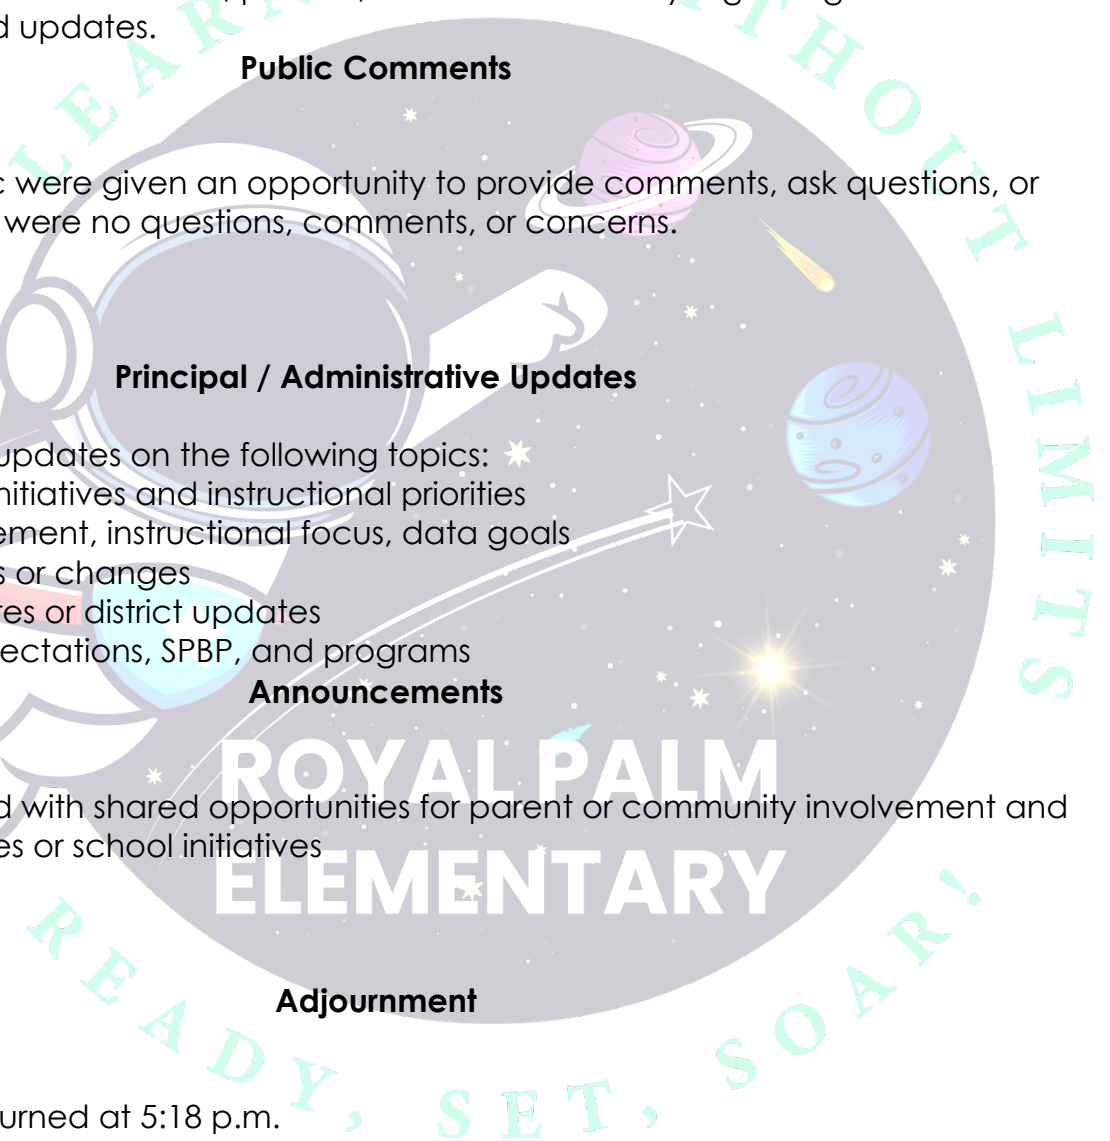 d updates.
Public Comments
c were given an opportunity to provide comments, ask questions, or
were no questions, comments, or concerns.
Principal / Administrative Updates
updates on the following topics:
nitiatives and instructional priorities
ement, instructional focus, data goals
s or changes
res or district updates
ectations, SPBP, and programs
Announcements
ROYAL PALM
d with shared opportunities for parent or community involvement and
es or school initiatives
ELEMENTARY
Adjournment
urned at 5:18 p.m.
LEARN
THOUT LIMITS
READY, SET, SOAR!